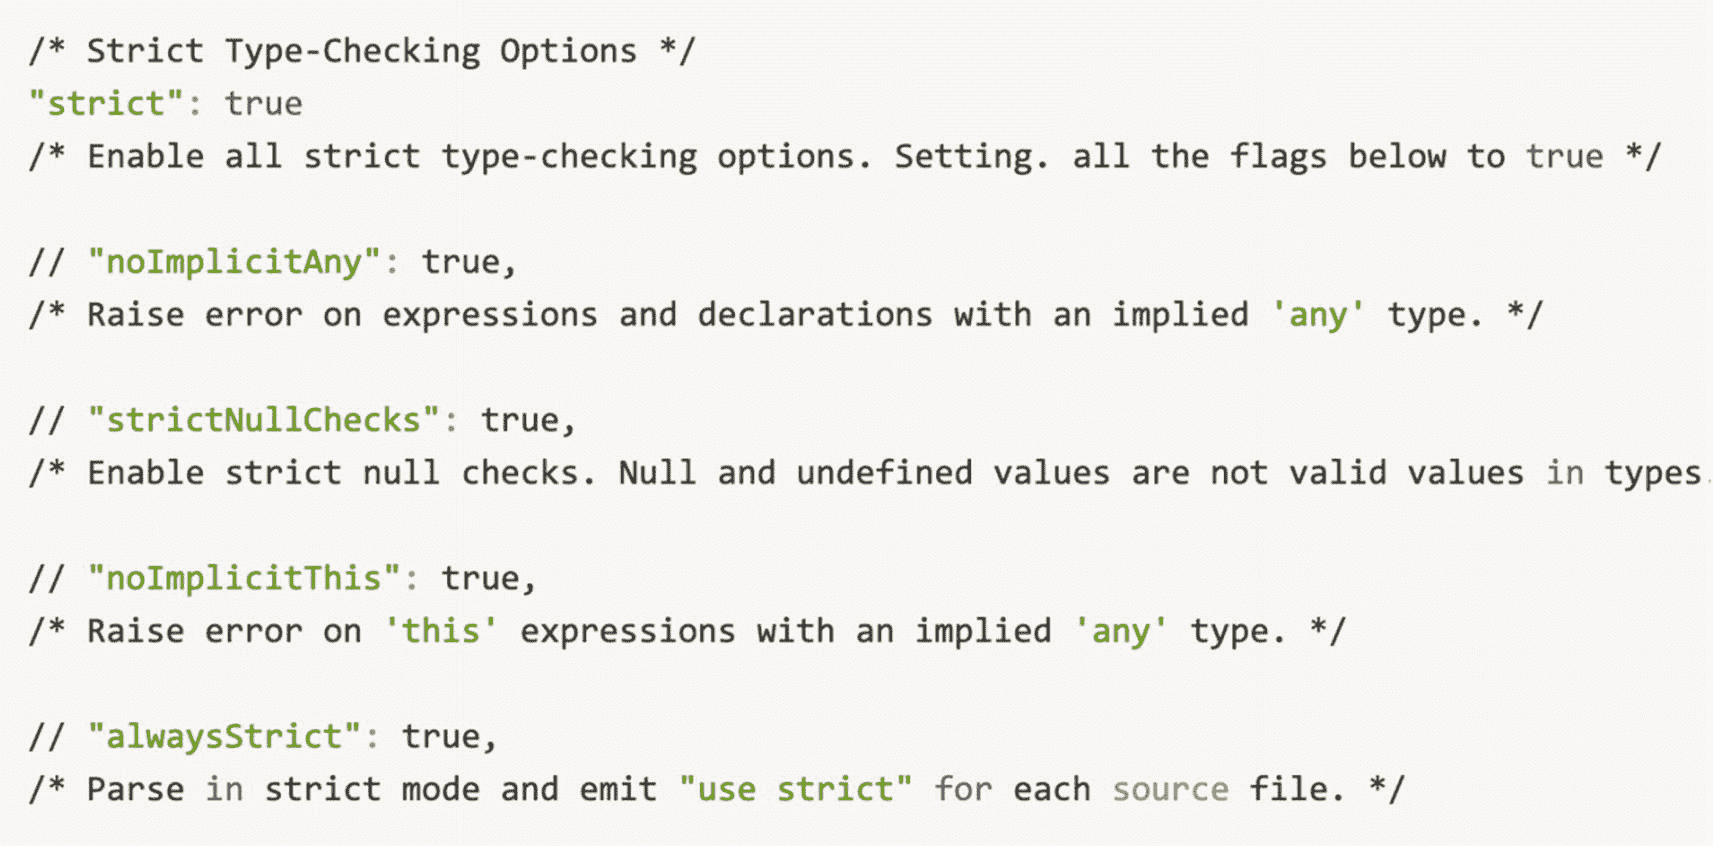 /* Strict Type-Checking Options */
"strict": true
/* Enable all strict type-checking options. Setting. all the flags below to true */
// "noImplicitAny": true,
/* Raise error on expressions and declarations with an implied 'any' type. */
// "strictNullChecks": true,
/* Enable strict null checks. Null and undefined values are not valid values in types.
// "noImplicitThis": true,
/* Raise error on 'this' expressions with an implied 'any' type. */
// "alwaysStrict": true,
/* Parse in strict mode and emit "use strict" for each source file. */